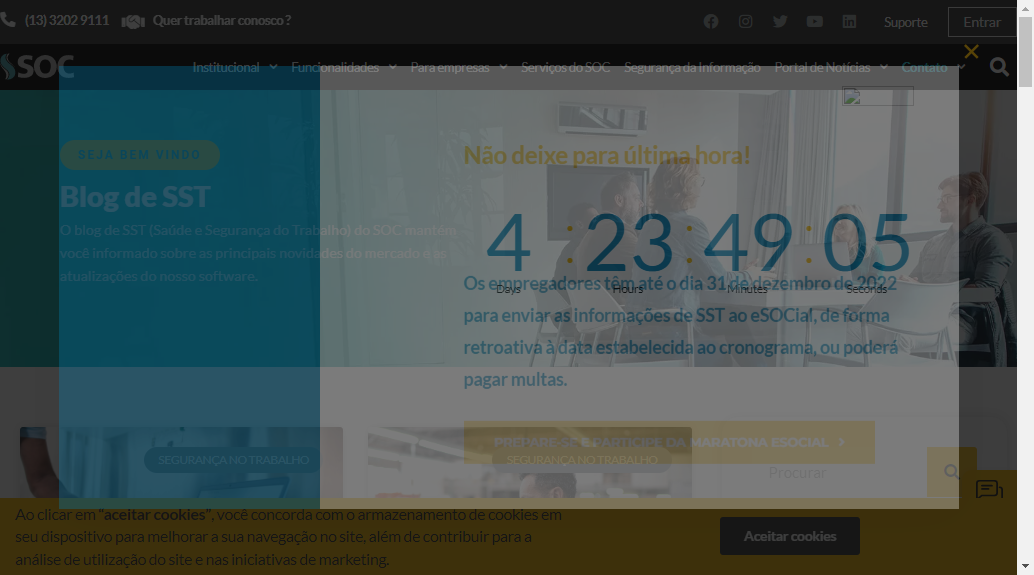 (13) 3202 9111 Quer trabalhar conosco ? Suporte Entrar
SOC Institucional Funcionalidades Para empresas Serviços do SOC Segurança da Informação Portal de Notícias Contato
SEJA BEM VINDO
Blog de SST
O blog de SST (Saúde e Segurança do Trabalho) do SOC mantém
você informado sobre as principais novidades do mercado e as
atualizações do nosso software.
Não deixe para última hora!
4 : 23 : 49 : 05
Days Hours Minutes Seconds
Os empregadores têm até o dia 31 de dezembro de 2022
para enviar as informações de SST ao eSOCial, de forma
retroativa à data estabelecida ao cronograma, ou poderá
pagar multas.
PREPARE-SE E PARTICIPE DA MARATONA ESOCIAL
SEGURANÇA NO TRABALHO SEGURANÇA NO TRABALHO
Procurar
Ao clicar em "aceitar cookies", você concorda com o armazenamento de cookies em
seu dispositivo para melhorar a sua navegação no site, além de contribuir para a
análise de utilização do site e nas iniciativas de marketing.
Aceitar cookies